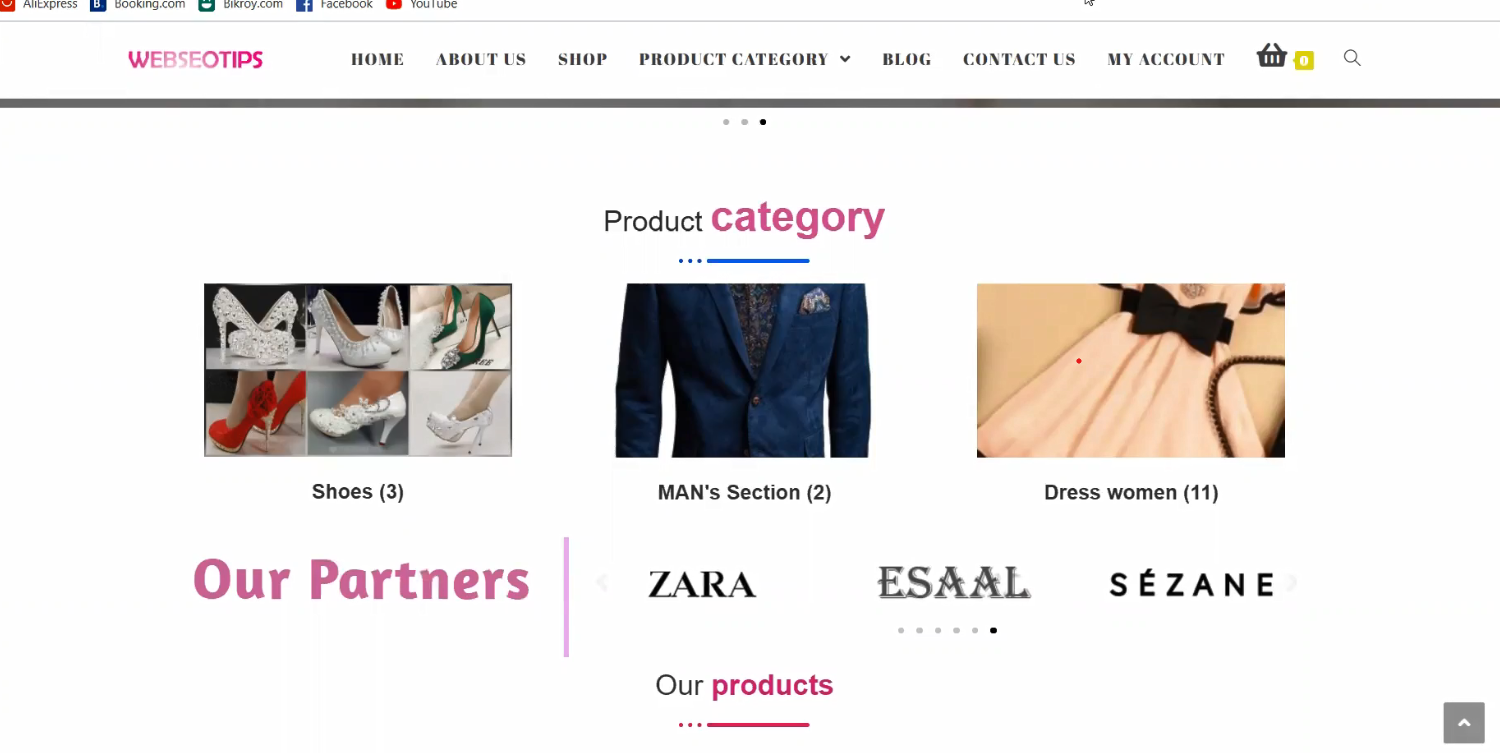 AliExpress Booking.com Bikroy.com Facebook YouTube
WEBSEOTIPS HOME ABOUT US SHOP PRODUCT CATEGORY BLOG CONTACT US MY ACCOUNT 0
Product category
Shoes (3) MAN's Section (2) Dress women (11)
Our Partners ZARA ESAAL SÉZANE
Our products